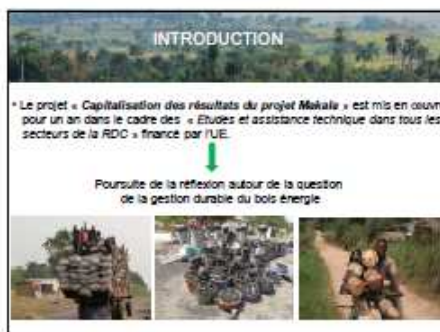 INTRODUCTION
• Le projet « Capitalisation des résultats du projet Makala » est mis en œuvr
pour un an dans le cadre des « Etudes et assistance technique dans tous les
secteurs de la RDC » financé par l'UE.
Poursuite de la réflexion autour de la question
de la gestion durable du bois énergie